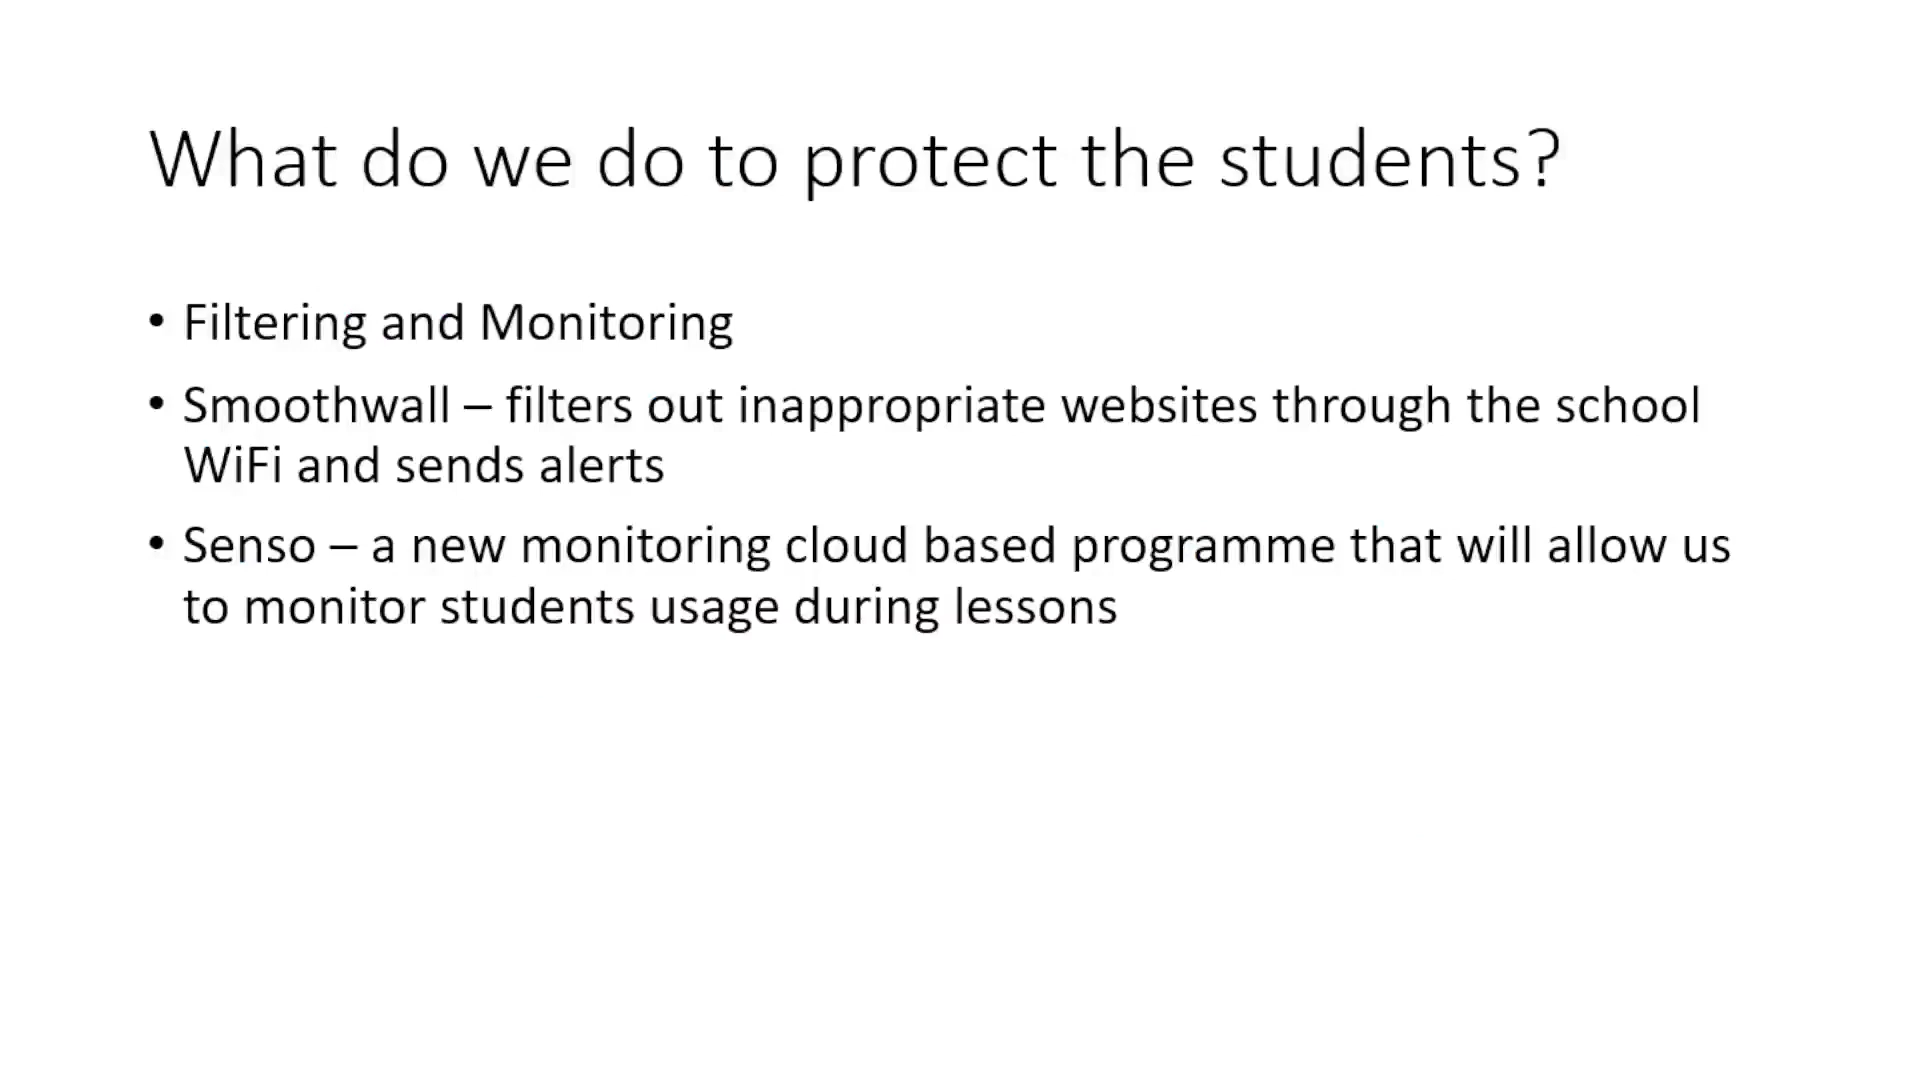 What do we do to protect the students?
• Filtering and Monitoring
• Smoothwall – filters out inappropriate websites through the school
WiFi and sends alerts
• Senso – a new monitoring cloud based programme that will allow us
to monitor students usage during lessons